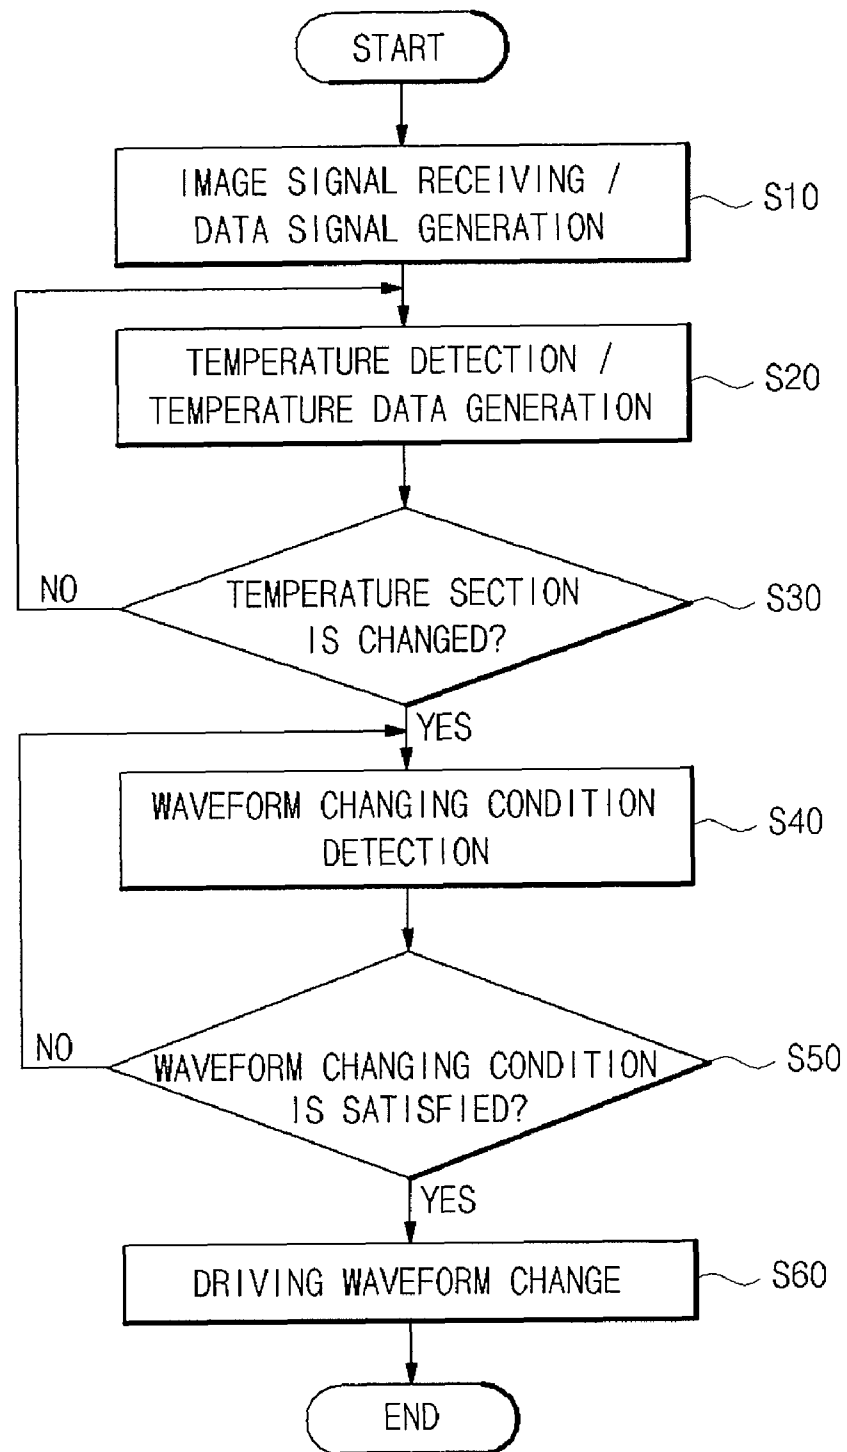 START
IMAGE SIGNAL RECEIVING /
DATA SIGNAL GENERATION
S10
TEMPERATURE DETECTION /
TEMPERATURE DATA GENERATION
S20
NO
TEMPERATURE SECTION
IS CHANGED?
S30
YES
WAVEFORM CHANGING CONDITION
DETECTION
S40
NO
WAVEFORM CHANGING CONDITION
IS SATISFIED?
S50
YES
DRIVING WAVEFORM CHANGE
S60
END